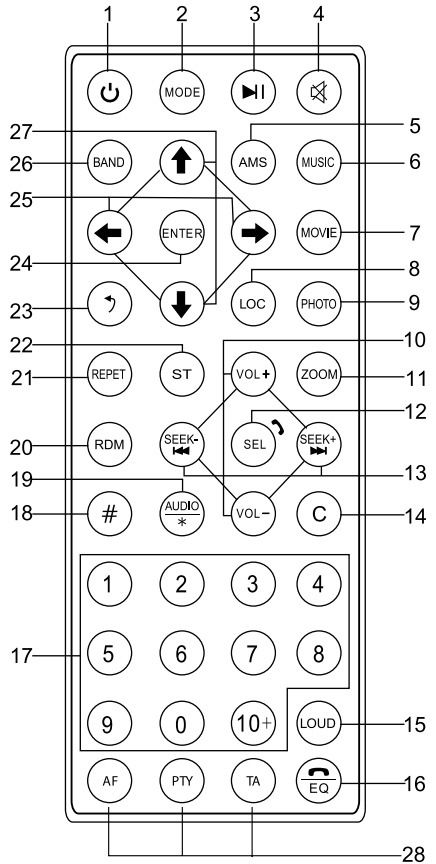 1 2 3 4
MODE
27 5
26 BAND AMS MUSIC 6
25
ENTER MOVIE 7
24 8
23 LOC PHOTO 9
22 10
21 REPET ST VOL+ ZOOM 11
12
20 RDM SEEK- SEL SEEK+
19 13
18 # AUDIO * VOL- C 14
1 2 3 4
17 5 6 7 8
9 0 10+ LOUD 15
AF PTY TA EQ 16
28